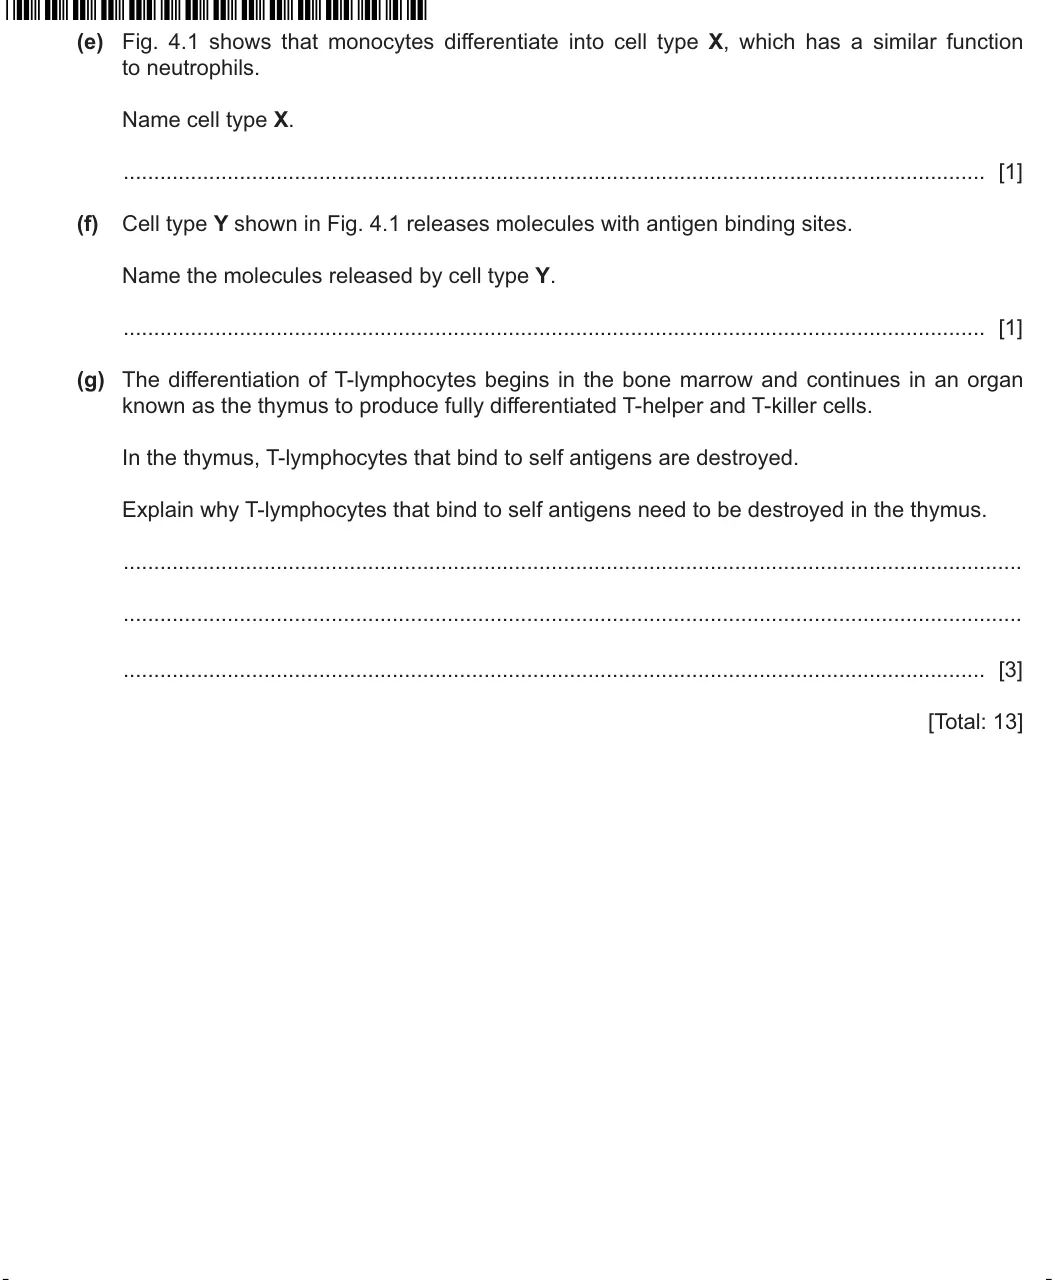 (e) Fig. 4.1 shows that monocytes differentiate into cell type X, which has a similar function
to neutrophils.
Name cell type X.
.......................................................................................................................................... [1]
(f) Cell type Y shown in Fig. 4.1 releases molecules with antigen binding sites.
Name the molecules released by cell type Y.
.......................................................................................................................................... [1]
(g) The differentiation of T-lymphocytes begins in the bone marrow and continues in an organ
known as the thymus to produce fully differentiated T-helper and T-killer cells.
In the thymus, T-lymphocytes that bind to self antigens are destroyed.
Explain why T-lymphocytes that bind to self antigens need to be destroyed in the thymus.
................................................................................................................................................
................................................................................................................................................
.......................................................................................................................................... [3]
[Total: 13]